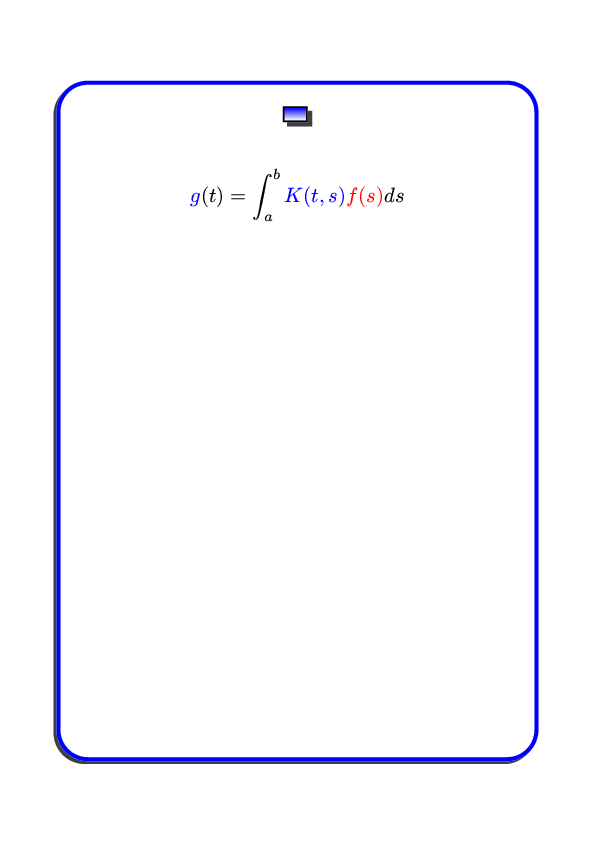 g(t) = ∫_a^b K(t, s)f(s)ds